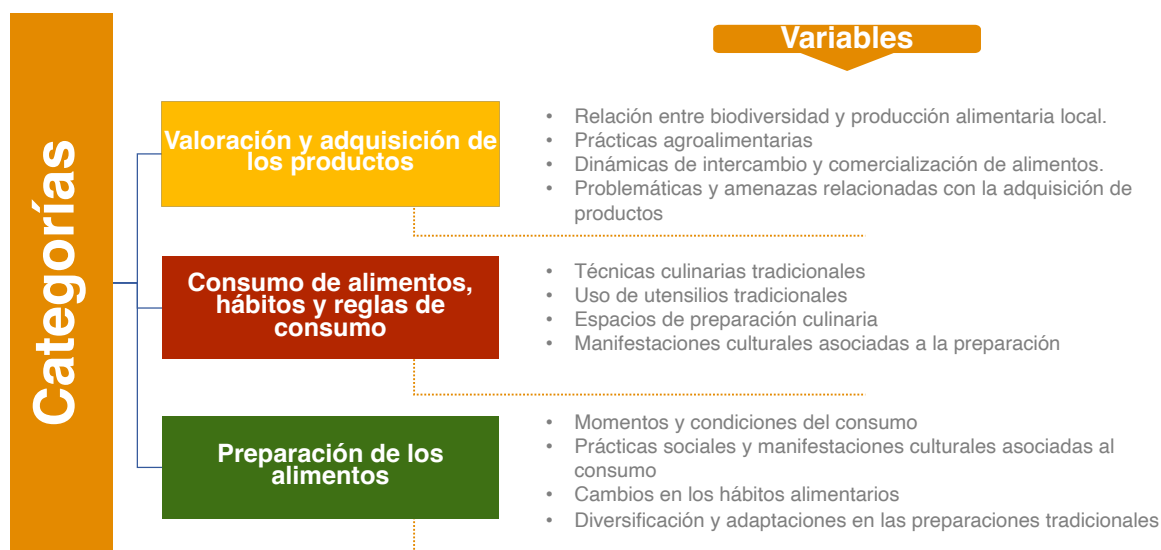 Categorías
Variables
Valoración y adquisición de
los productos
• Relación entre biodiversidad y producción alimentaria local.
• Prácticas agroalimentarias
• Dinámicas de intercambio y comercialización de alimentos.
• Problemáticas y amenazas relacionadas con la adquisición de
productos
Consumo de alimentos,
hábitos y reglas de
consumo
• Técnicas culinarias tradicionales
• Uso de utensilios tradicionales
• Espacios de preparación culinaria
• Manifestaciones culturales asociadas a la preparación
Preparación de los
alimentos
• Momentos y condiciones del consumo
• Prácticas sociales y manifestaciones culturales asociadas al
consumo
• Cambios en los hábitos alimentarios
• Diversificación y adaptaciones en las preparaciones tradicionales